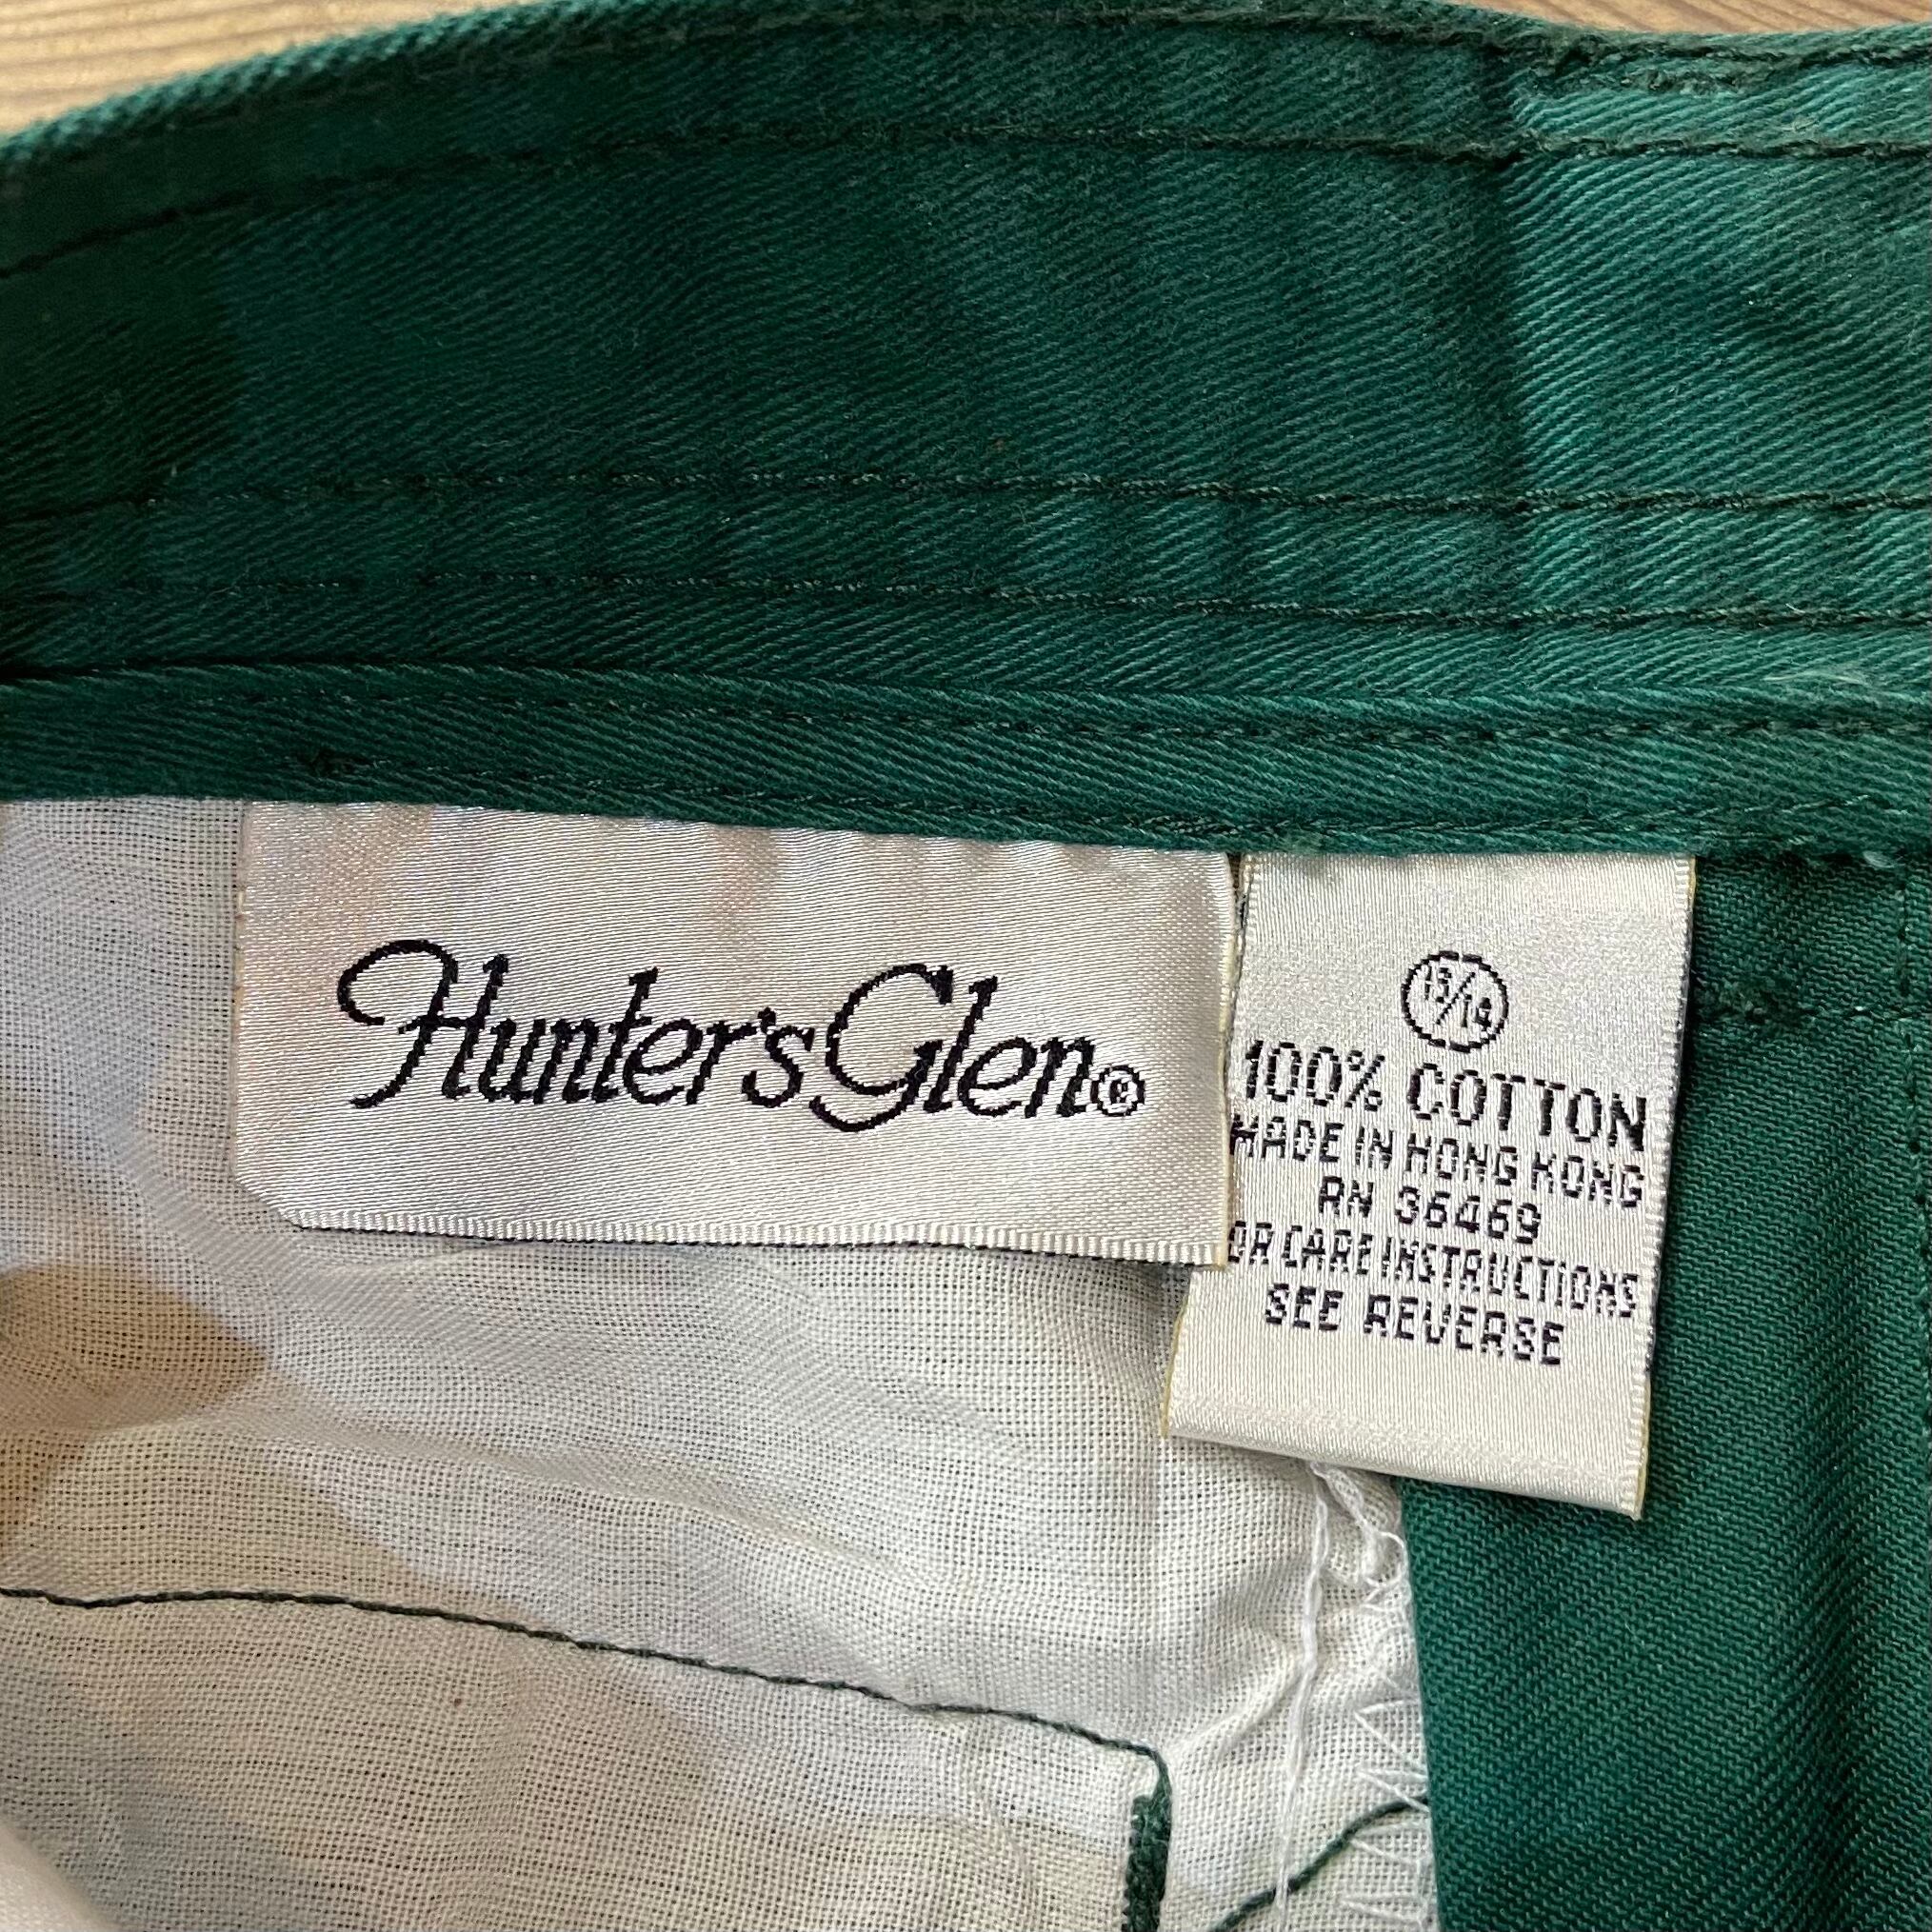 Hunter's Glen®
13/14
100% COTTON
MADE IN HONG KONG
RN 36469
OR CARE INSTRUCTIONS
SEE REVERSE